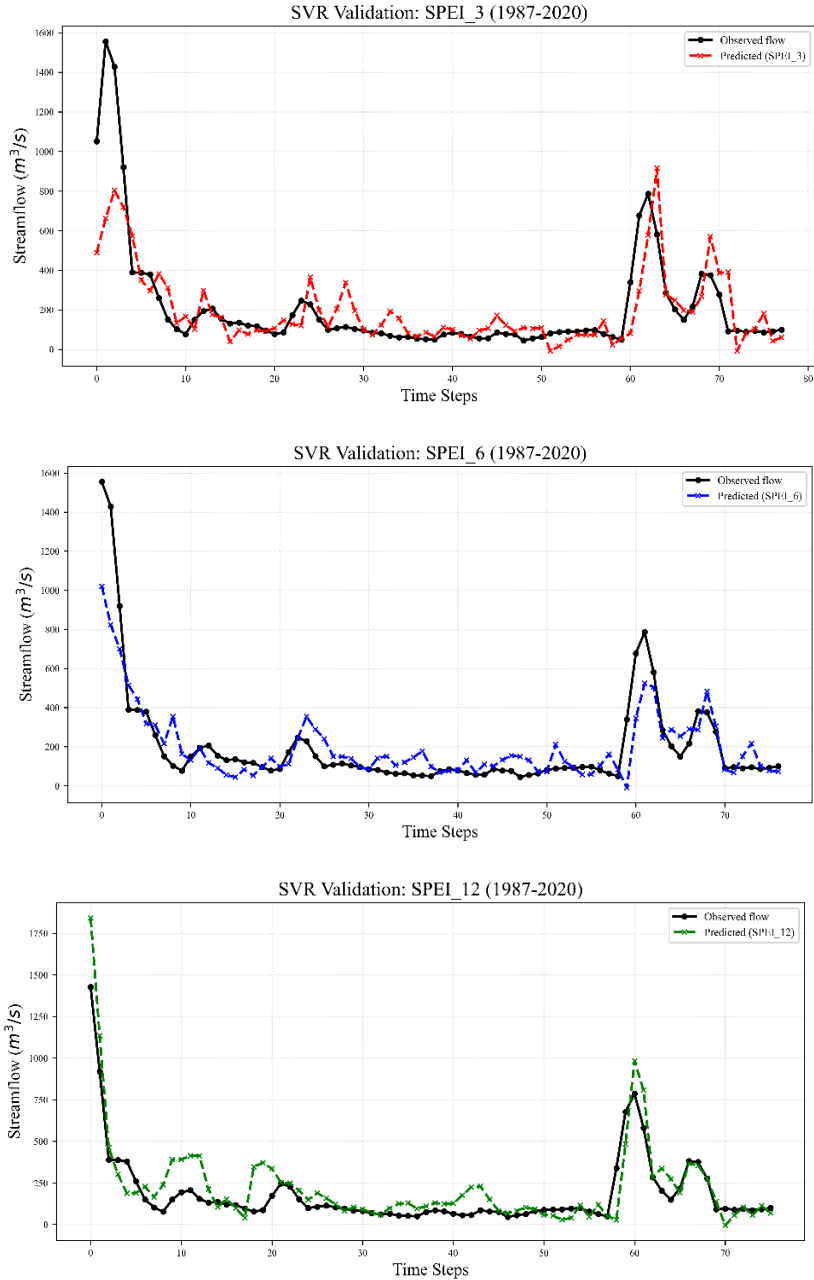 SVR Validation: SPEI_3 (1987-2020)
1600
1400
1200
1000
800
600
400
200
0
Streamflow (m³/s)
Observed flow
Predicted (SPEI_3)
0 10 20 30 40 50 60 70 80
Time Steps
SVR Validation: SPEI_6 (1987-2020)
1600
1400
1200
1000
800
600
400
200
0
Streamflow (m³/s)
Observed flow
Predicted (SPEI_6)
0 10 20 30 40 50 60 70
Time Steps
SVR Validation: SPEI_12 (1987-2020)
1750
1500
1250
1000
750
500
250
0
Streamflow (m³/s)
Observed flow
Predicted (SPEI_12)
0 10 20 30 40 50 60 70
Time Steps